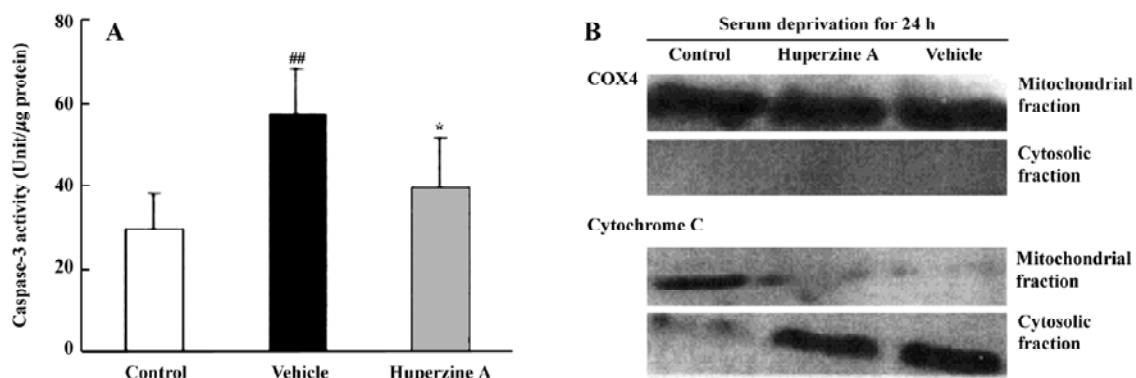 A
Caspase-3 activity (Unit/µg protein)
80
60
40
20
0
##
*
Control Vehicle Huperzine A
B
Serum deprivation for 24 h
Control Huperzine A Vehicle
COX4
Mitochondrial
fraction
Cytosolic
fraction
Cytochrome C
Mitochondrial
fraction
Cytosolic
fraction